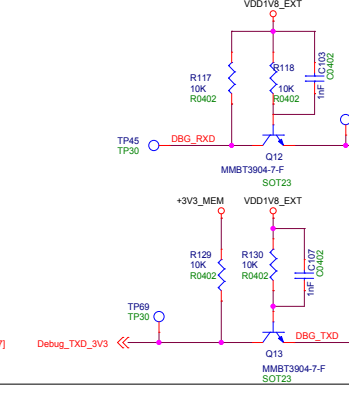 VDD1V8_EXT
R117
10K
R0402
R118
10K
R0402
C103
C0402
1nF
TP45
TP30
DBG_RXD
Q12
MMBT3904-7-F
SOT23
+3V3_MEM
VDD1V8_EXT
R129
10K
R0402
R130
10K
R0402
C107
C0402
1nF
TP69
TP30
7]
Debug_TXD_3V3
DBG_TXD
Q13
MMBT3904-7-F
SOT23